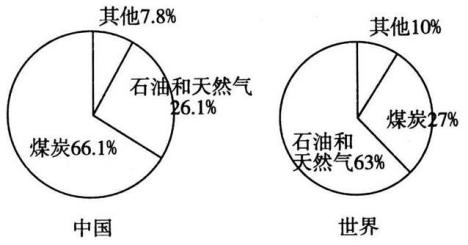 其他7.8%
石油和天然气
26.1%
煤炭66.1%
中国
其他10%
煤炭27%
石油和
天然气63%
世界